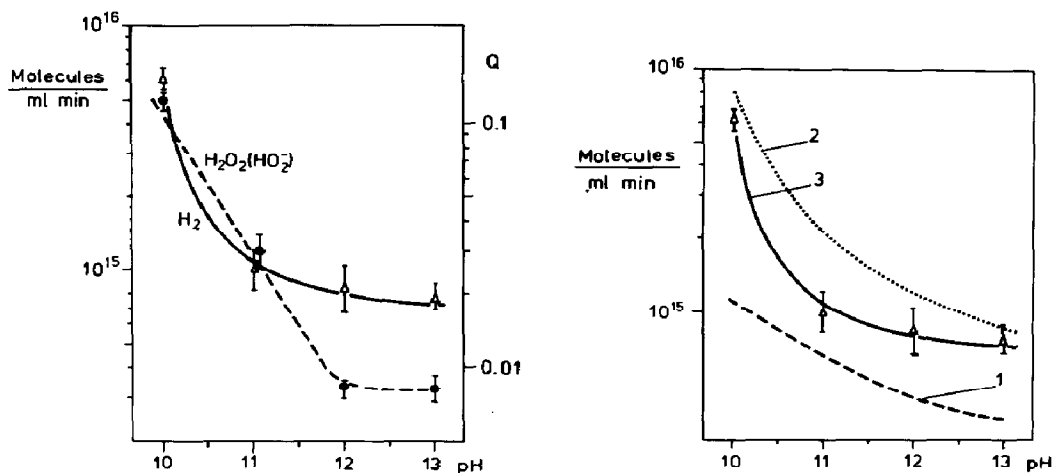 10¹⁶
Molecules
ml min
10¹⁵
Q
0.1
0.01
H₂O₂(HO₂⁻)
H₂
10 11 12 13 pH
10¹⁶
Molecules
ml min
10¹⁵
2
3
1
10 11 12 13 pH